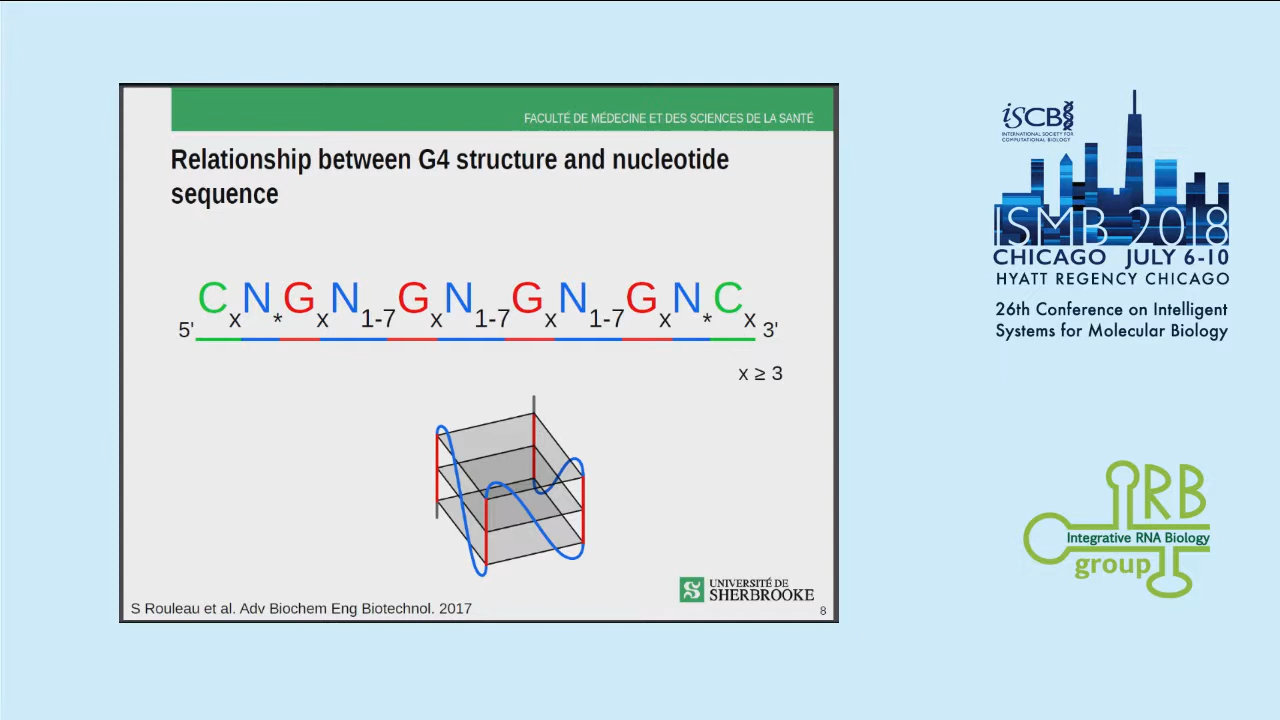 FACULTÉ DE MÉDECINE ET DES SCIENCES DE LA SANTÉ
Relationship between G4 structure and nucleotide
sequence
5' CxN*GxN1-7GxN1-7GxN1-7GxN*Cx 3'
x ≥ 3
UNIVERSITÉ DE
SHERBROOKE
S Rouleau et al. Adv Biochem Eng Biotechnol. 2017
8
iSCB
INTERNATIONAL SOCIETY FOR
COMPUTATIONAL BIOLOGY
ISMB 2018
CHICAGO JULY 6-10
HYATT REGENCY CHICAGO
26th Conference on Intelligent
Systems for Molecular Biology
iRB
Integrative RNA Biology
group